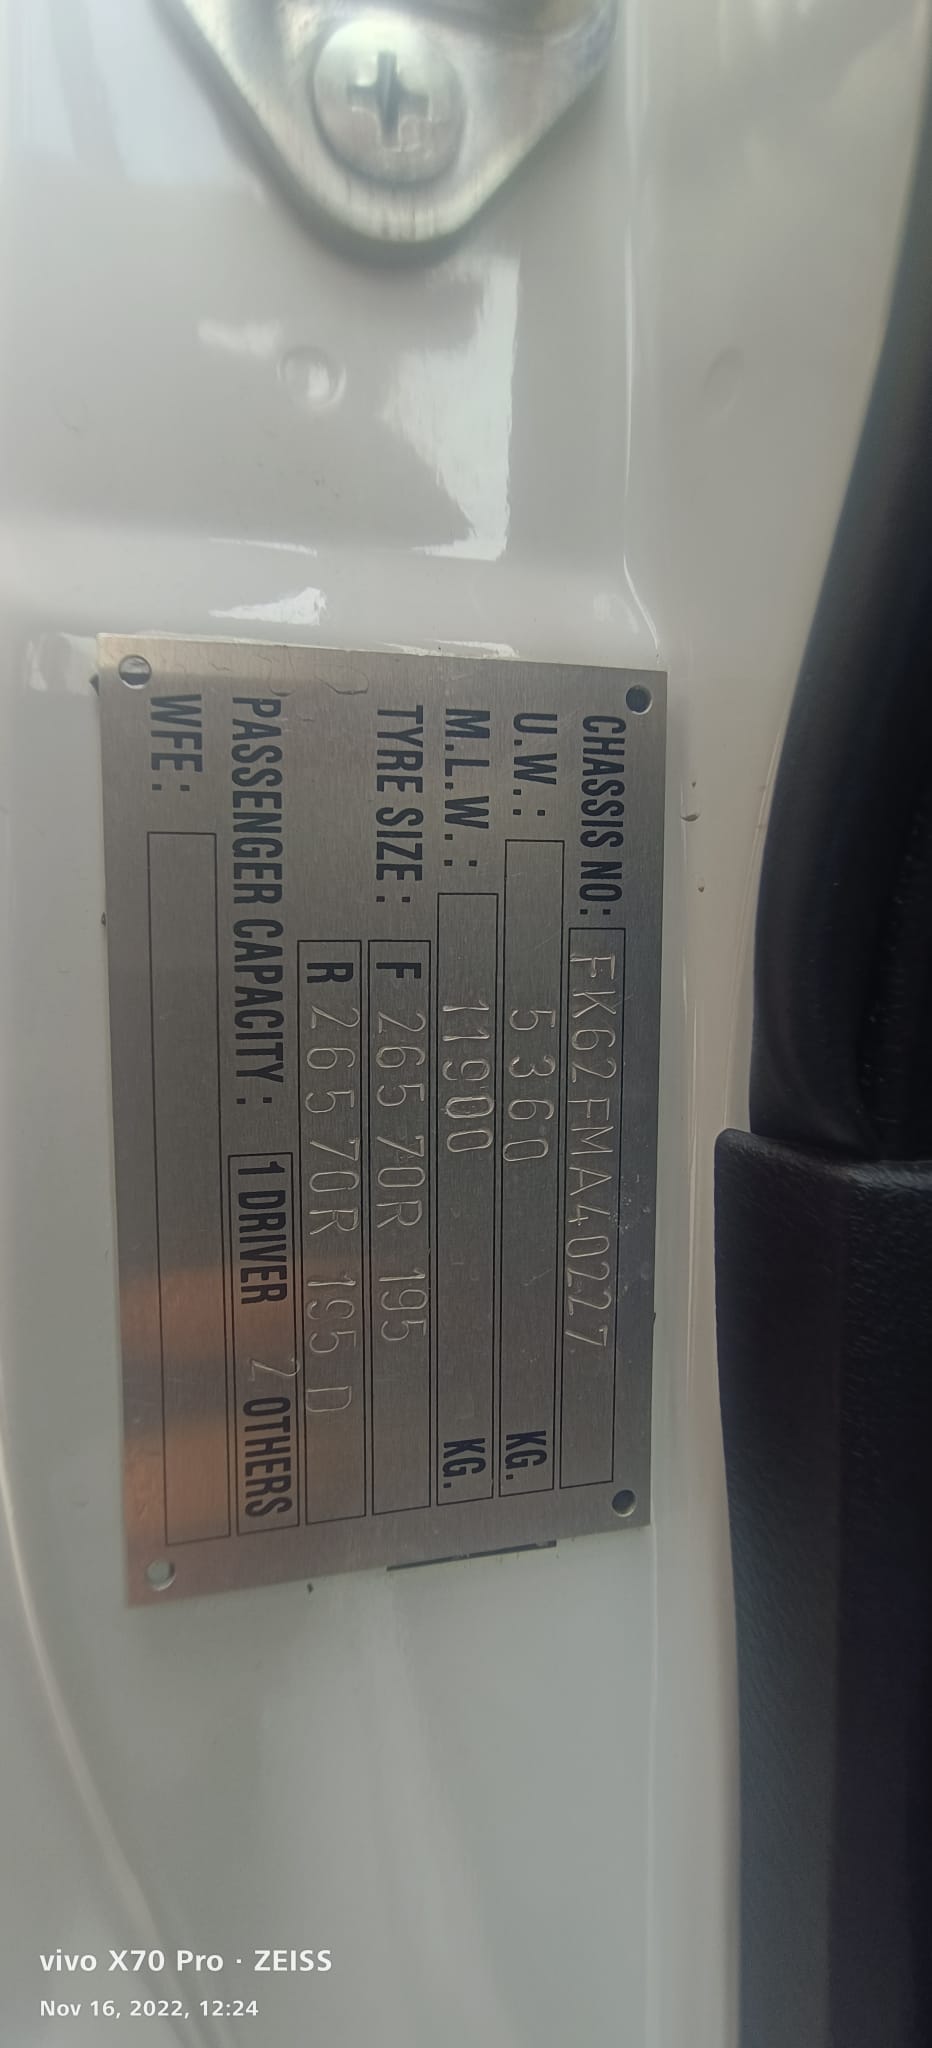 CHASSIS NO: FK62FMA40227
U.W.: 5360 KG.
M.L.W.: 11900 KG.
TYRE SIZE: F 265 70R 195
R 265 70R 195 D
PASSENGER CAPACITY: 1 DRIVER 2 OTHERS
WFE:
vivo X70 Pro · ZEISS
Nov 16, 2022, 12:24